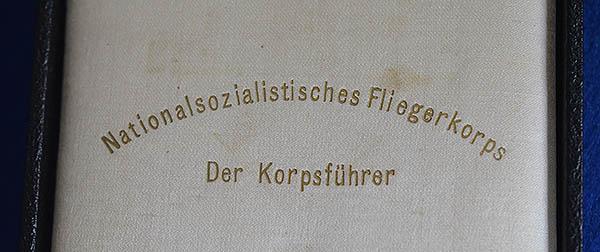 Nationalsozialistisches Fliegerkorps
Der Korpsführer